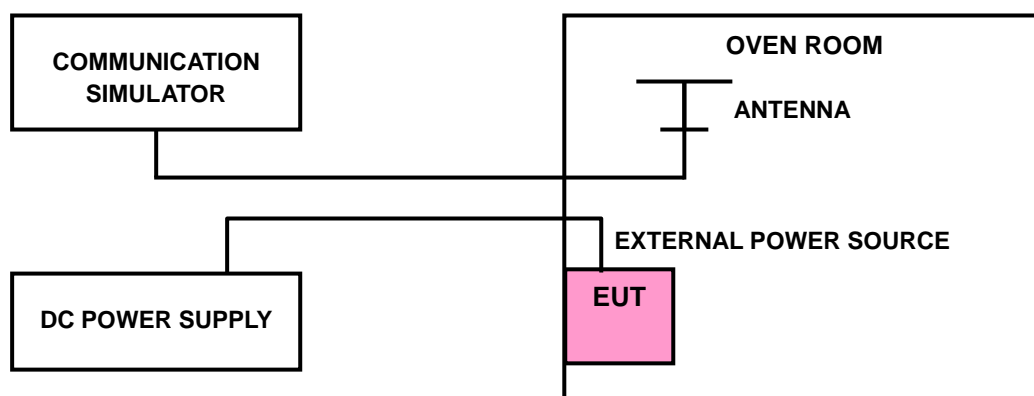 COMMUNICATION
SIMULATOR
OVEN ROOM
ANTENNA
EXTERNAL POWER SOURCE
EUT
DC POWER SUPPLY